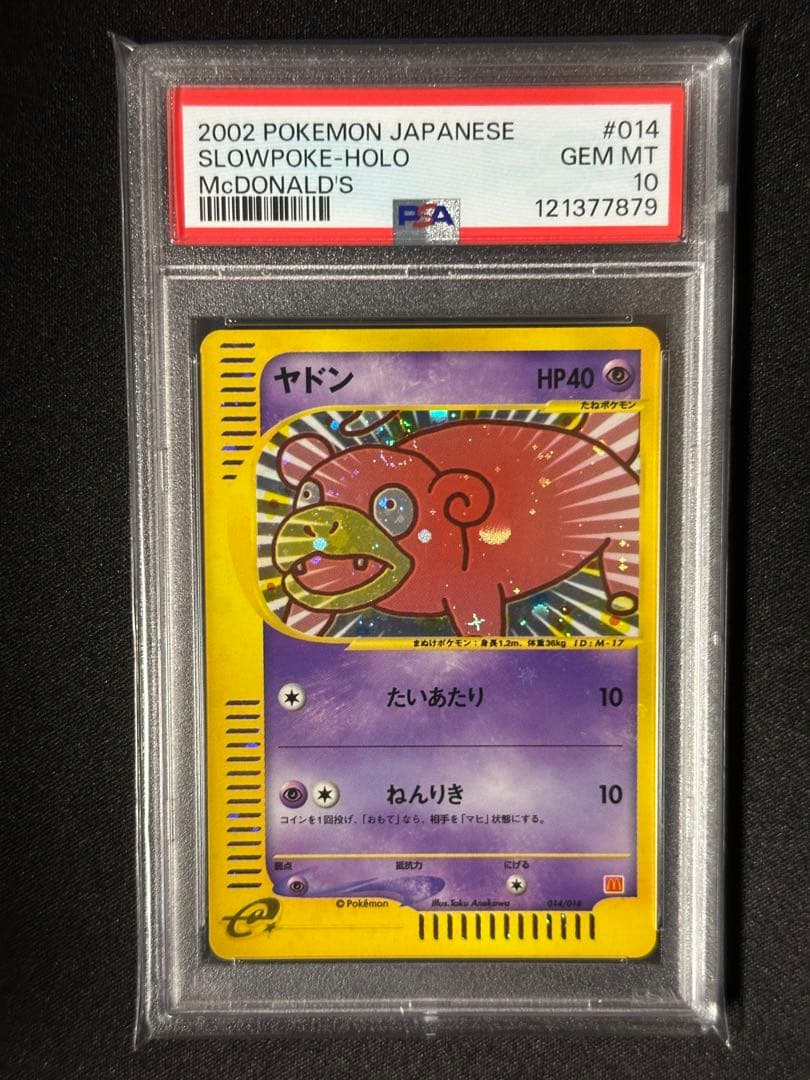 2002 POKEMON JAPANESE #014
SLOWPOKE-HOLO GEM MT
McDONALD'S 10
PSA 121377879
ヤドン HP40
たねポケモン
まぬけポケモン：身長1.2m、体重36kg ID：M-17
たいあたり 10
ねんりき 10
コインを1回投げ、「おもて」なら、相手を「マヒ」状態にする。
弱点 抵抗力 にげる
e
©Pokémon Illus.Taku Anekawa 014/018